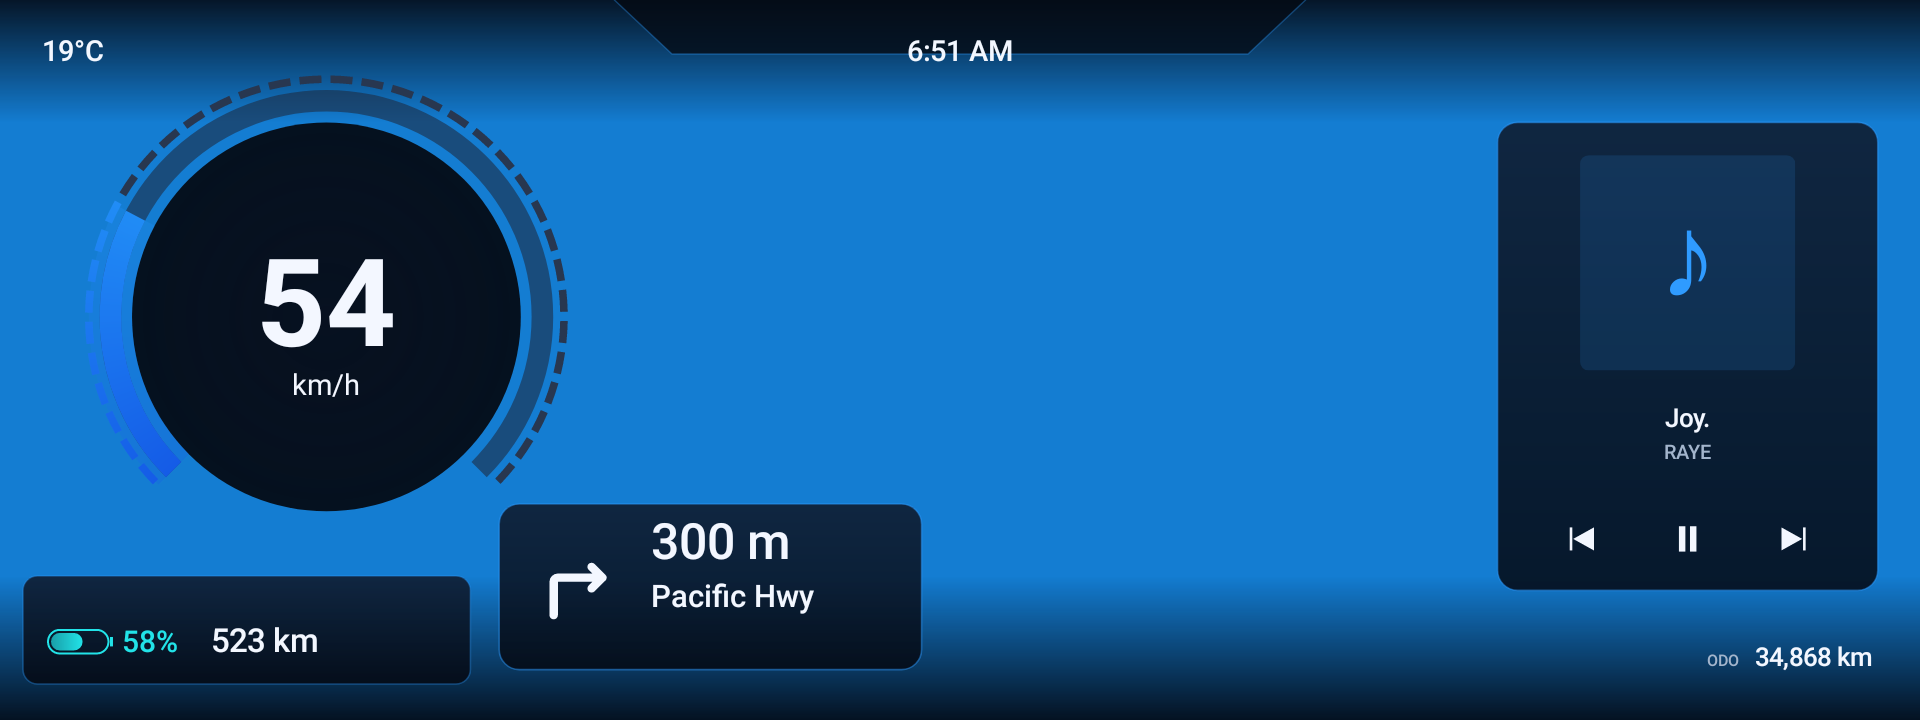 19°C
6:51 AM
54
km/h
300 m
Pacific Hwy
58%
523 km
Joy.
RAYE
ODO 34,868 km